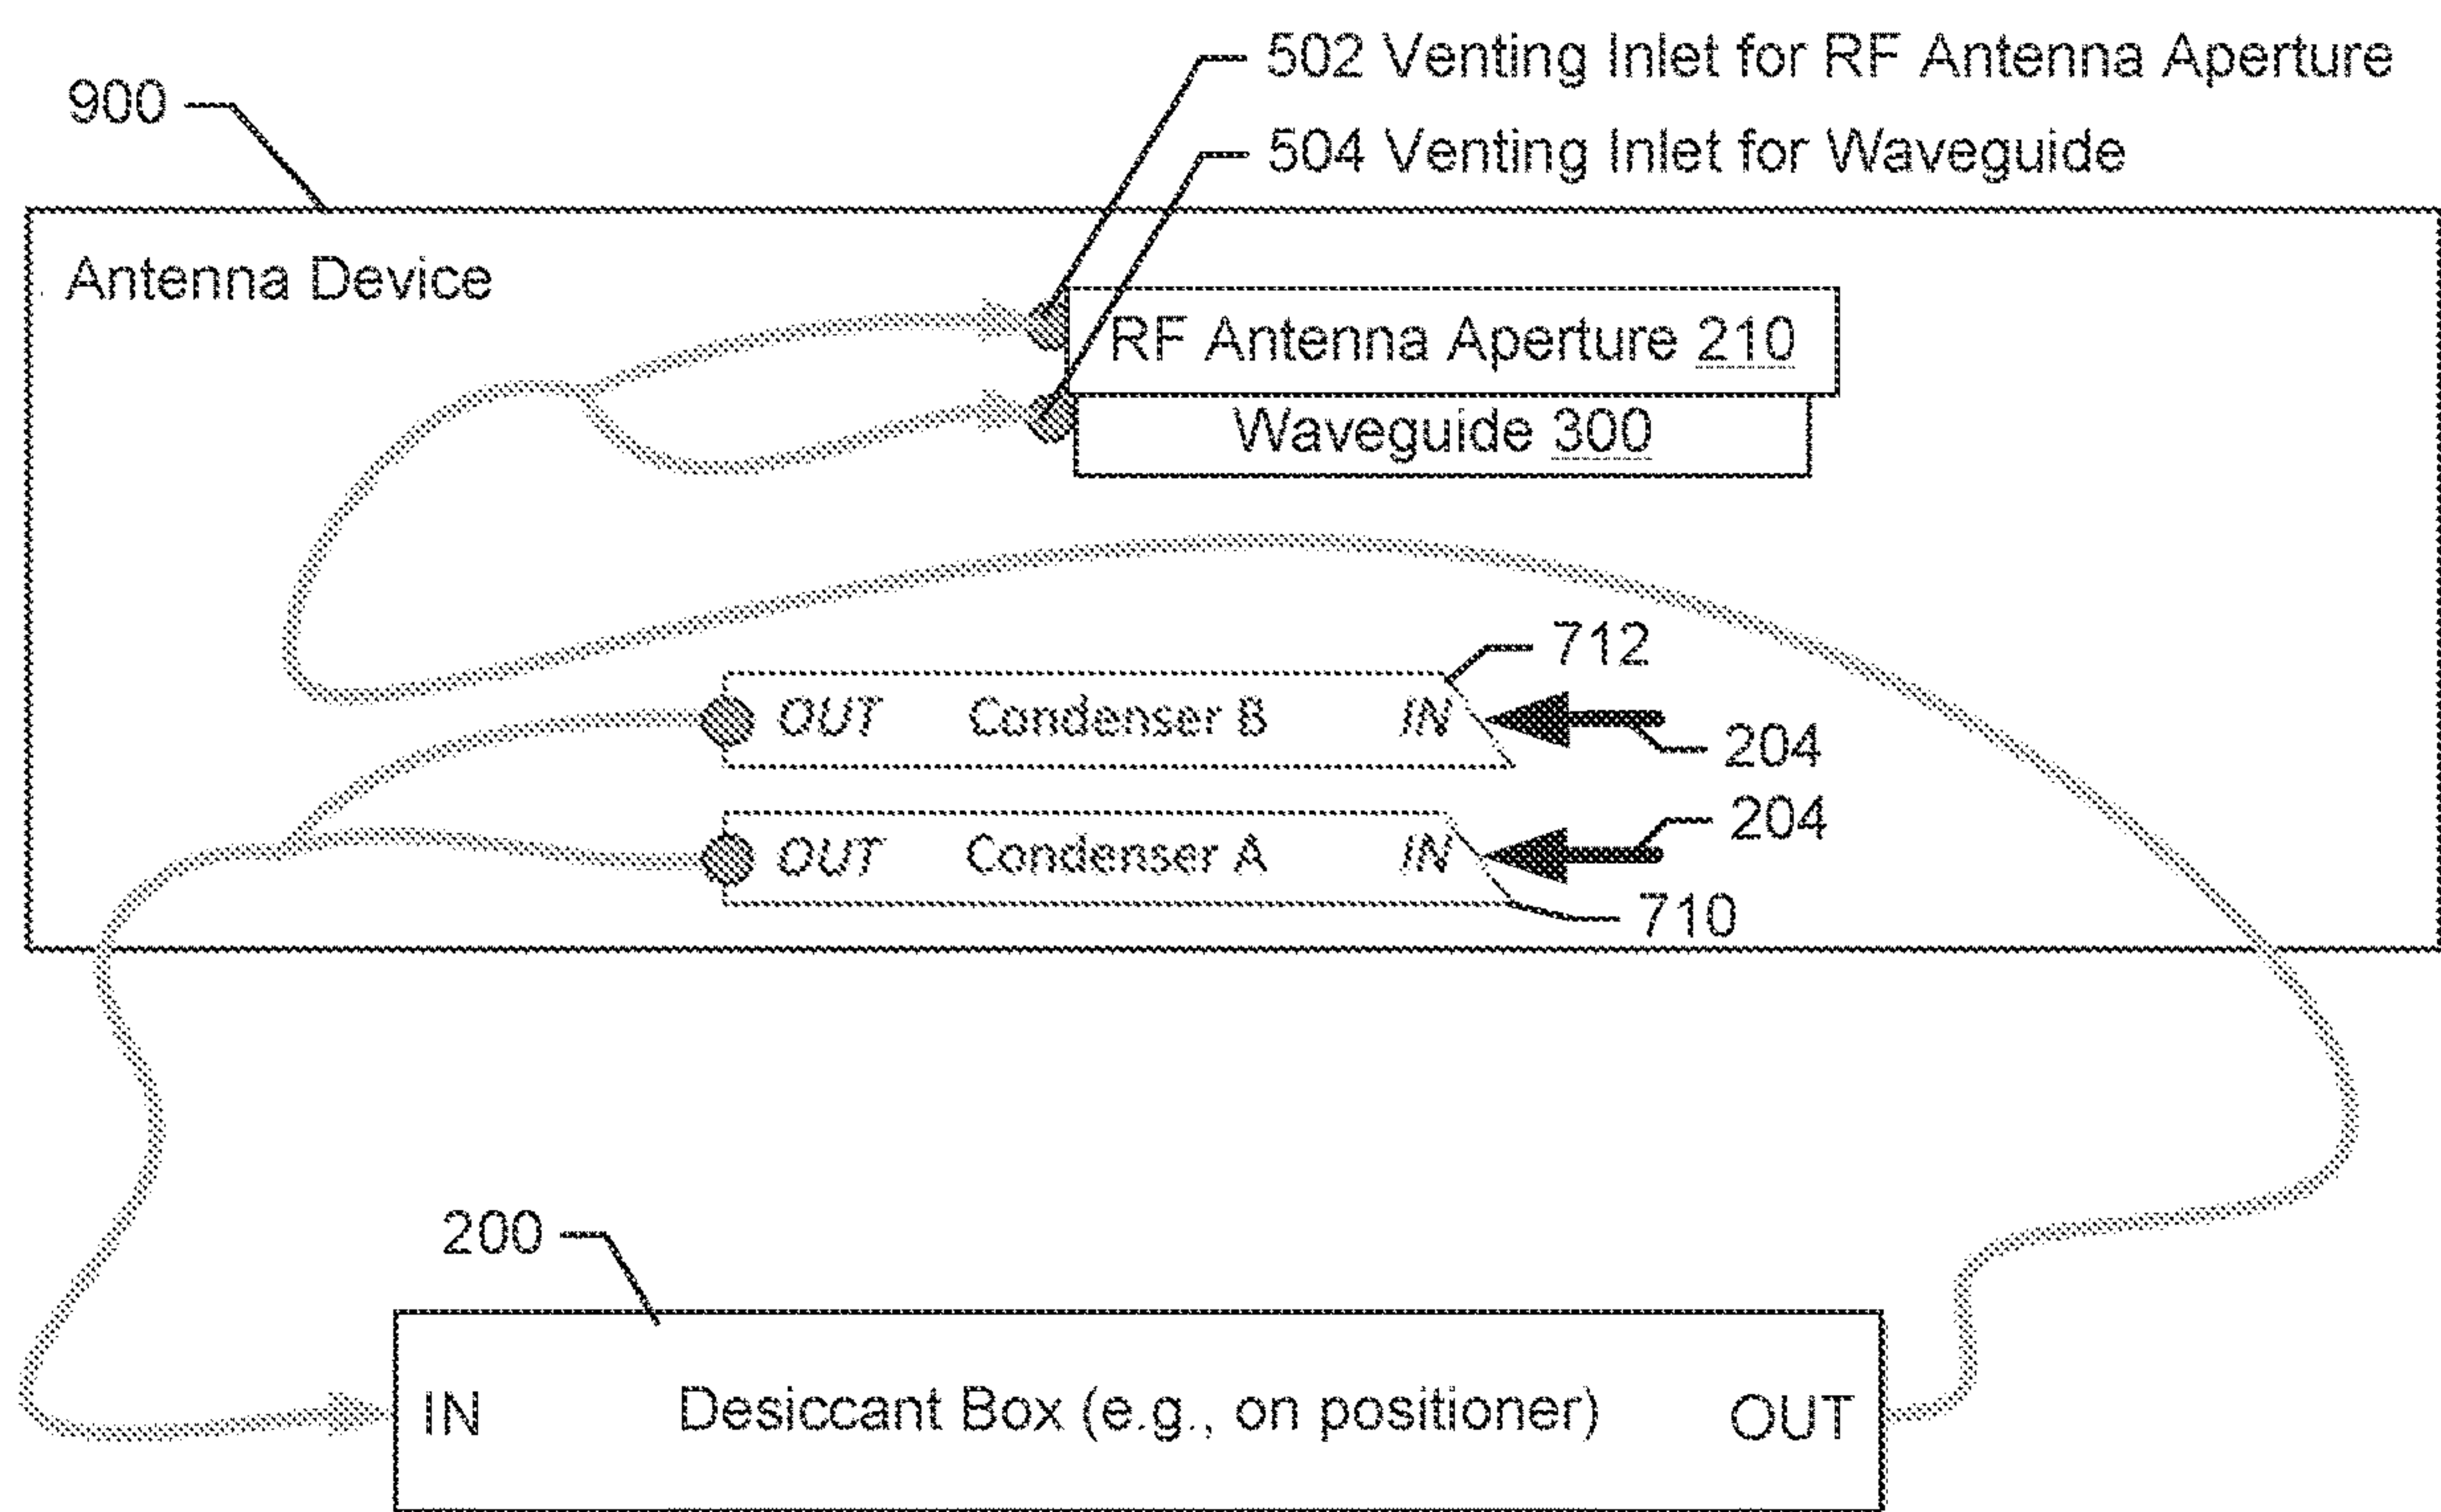 502 Venting Inlet for RF Antenna Aperture
900
504 Venting Inlet for Waveguide
Antenna Device
RF Antenna Aperture 210
Waveguide 300
712
OUT Condenser B IN
204
204
OUT Condenser A IN
710
200
IN Desiccant Box (e.g., on positioner) OUT